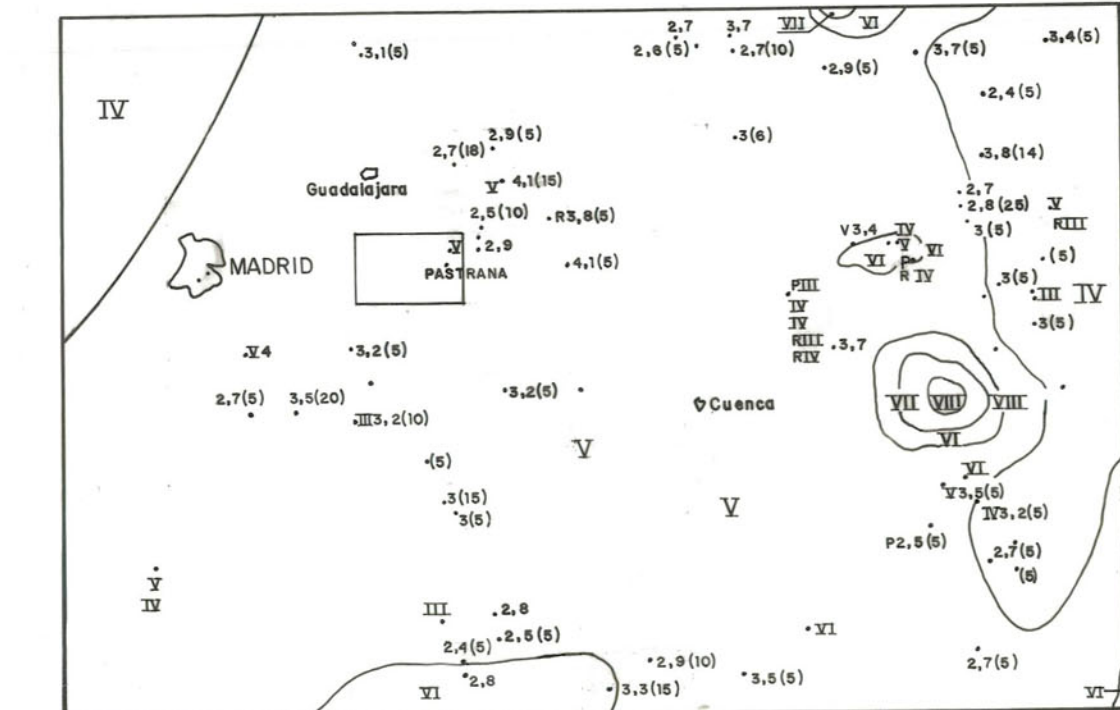 VII
VI
2,7
3,7
3,1(5)
2,6(5)
2,7(10)
3,7(5)
3,4(5)
2,9(5)
IV
2,4(5)
2,9(5)
3(6)
2,7(18)
3,8(14)
Guadalajara
V 4,1(15)
2,7
2,8(25)
V
RIII
2,5(10)
R3,8(5)
3(5)
V3,4
IV
V
VI
VI
P
R IV
V
2,9
MADRID
PASTRANA
4,1(5)
(5)
3(5)
III
IV
3(5)
PIII
IV
IV
RIII
RIV
3,7
V4
3,2(5)
2,7(5)
3,5(20)
3,2(5)
III3,2(10)
Cuenca
VII
VIII
VIII
VI
V
(5)
VI
V3,5(5)
3(15)
3(5)
V
IV3,2(5)
P2,5(5)
2,7(5)
(5)
V
IV
III
2,8
VI
2,5(5)
2,4(5)
2,8
2,9(10)
2,7(5)
VI
3,3(15)
3,5(5)
VI